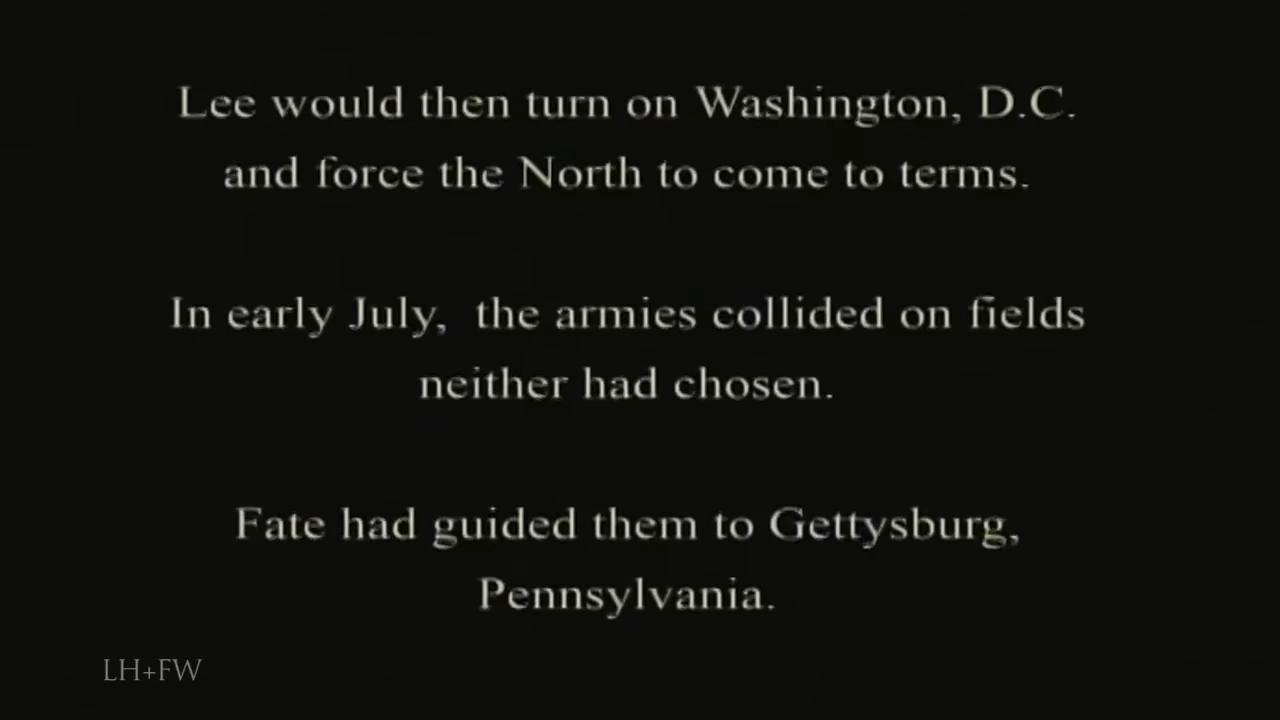 Lee would then turn on Washington, D.C.
and force the North to come to terms.
In early July,  the armies collided on fields
neither had chosen.
Fate had guided them to Gettysburg,
Pennsylvania.
LH+FW